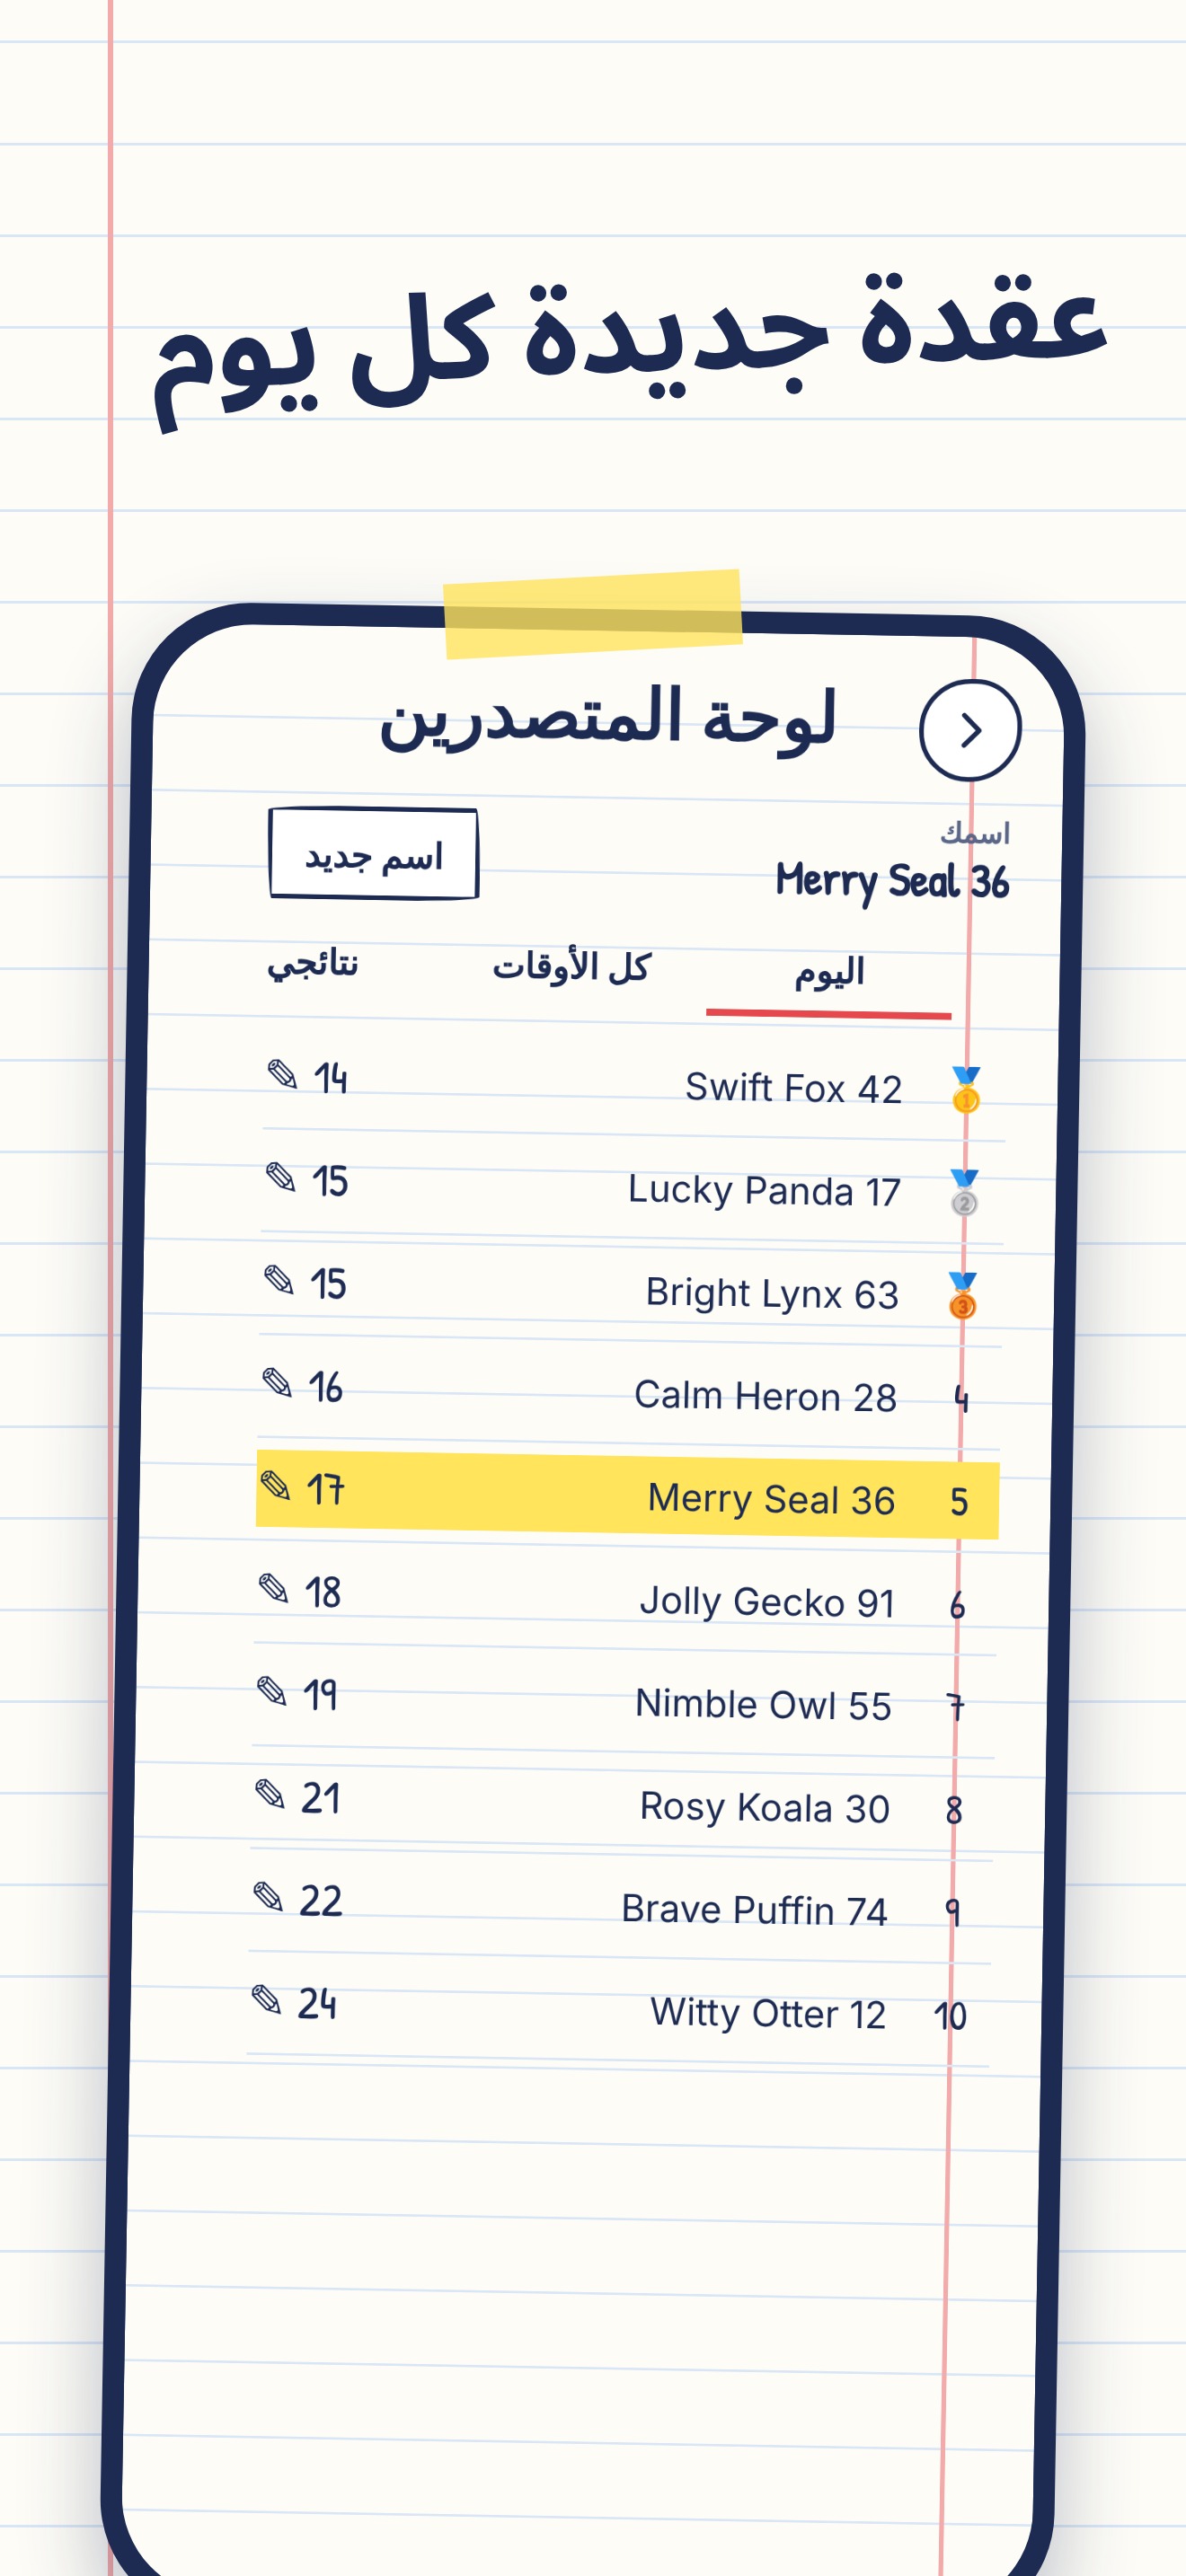 عقدة جديدة كل يوم
لوحة المتصدرين
اسمك
Merry Seal 36
اسم جديد
اليوم كل الأوقات نتائجي
🥇 Swift Fox 42 ✎ 14
🥈 Lucky Panda 17 ✎ 15
🥉 Bright Lynx 63 ✎ 15
4 Calm Heron 28 ✎ 16
5 Merry Seal 36 ✎ 17
6 Jolly Gecko 91 ✎ 18
7 Nimble Owl 55 ✎ 19
8 Rosy Koala 30 ✎ 21
9 Brave Puffin 74 ✎ 22
10 Witty Otter 12 ✎ 24